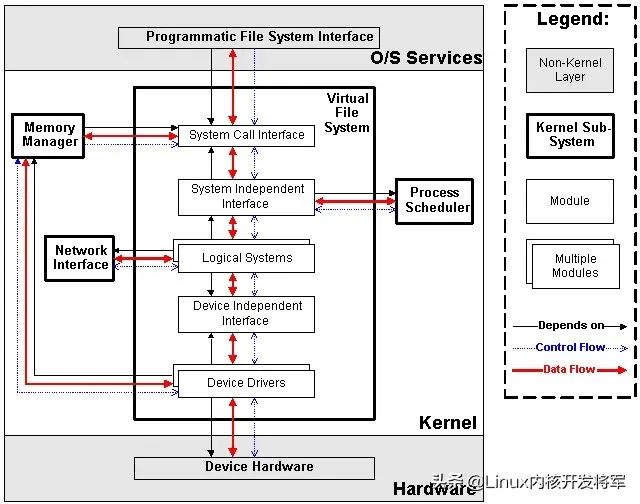 Programmatic File System Interface
O/S Services
Virtual
File
System
Memory
Manager
System Call Interface
System Independent
Interface
Process
Scheduler
Network
Interface
Logical Systems
Device Independent
Interface
Device Drivers
Kernel
Device Hardware
Hardware
Legend:
Non-Kernel
Layer
Kernel Sub-
System
Module
Multiple
Modules
Depends on
Control Flow
Data Flow
头条 @Linux内核开发将军